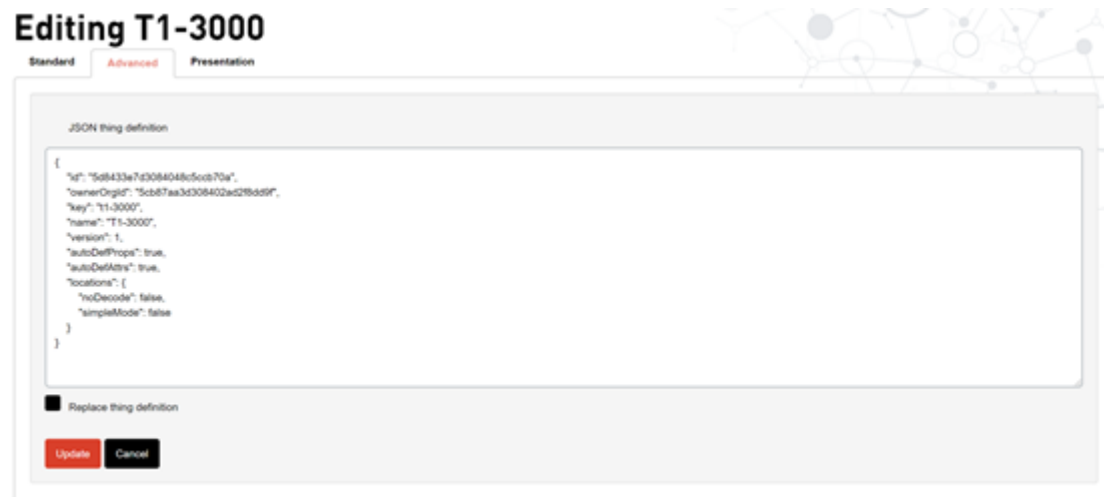 Editing T1-3000
Standard Advanced Presentation
JSON thing definition
{
"id": "5d8433e7d3084048c5ccb70a",
"ownerOrgId": "5cb87aa3d308402ad2f8dd9f",
"key": "t1-3000",
"name": "T1-3000",
"version": 1,
"autoDefProps": true,
"autoDefAttrs": true,
"locations": {
"noDecode": false,
"simpleMode": false
}
}
Replace thing definition
Update Cancel